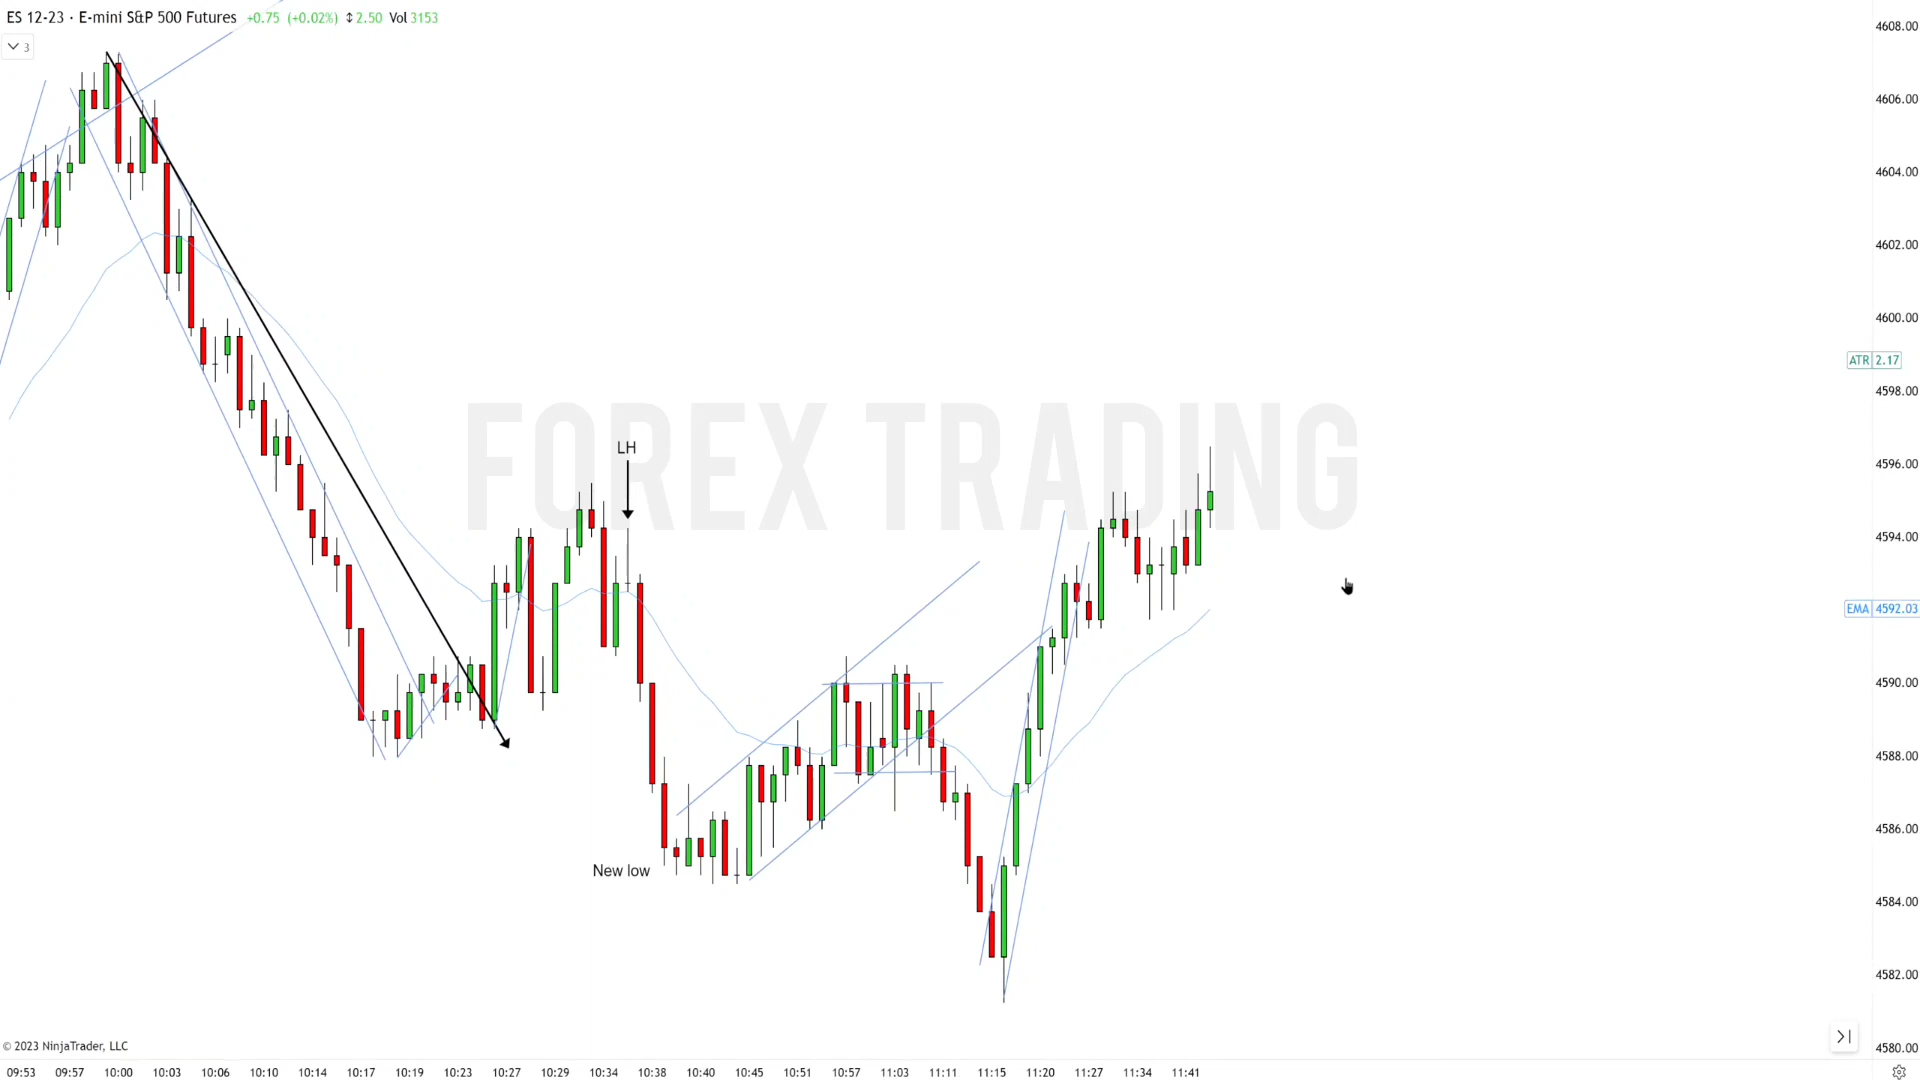 ES 12-23 · E-mini S&P 500 Futures +0.75 (+0.02%) ↕ 2.50 Vol 3153
3
4608.00
4606.00
4604.00
4602.00
4600.00
ATR 2.17
4598.00
FOREX TRADING
LH
4596.00
4594.00
EMA 4592.03
4590.00
4588.00
4586.00
New low
4584.00
4582.00
© 2023 NinjaTrader, LLC
4580.00
09:53 09:57 10:00 10:03 10:06 10:10 10:14 10:17 10:19 10:23 10:27 10:29 10:34 10:38 10:45 10:51 10:57 11:03 11:11 11:15 11:20 11:27 11:34 11:41